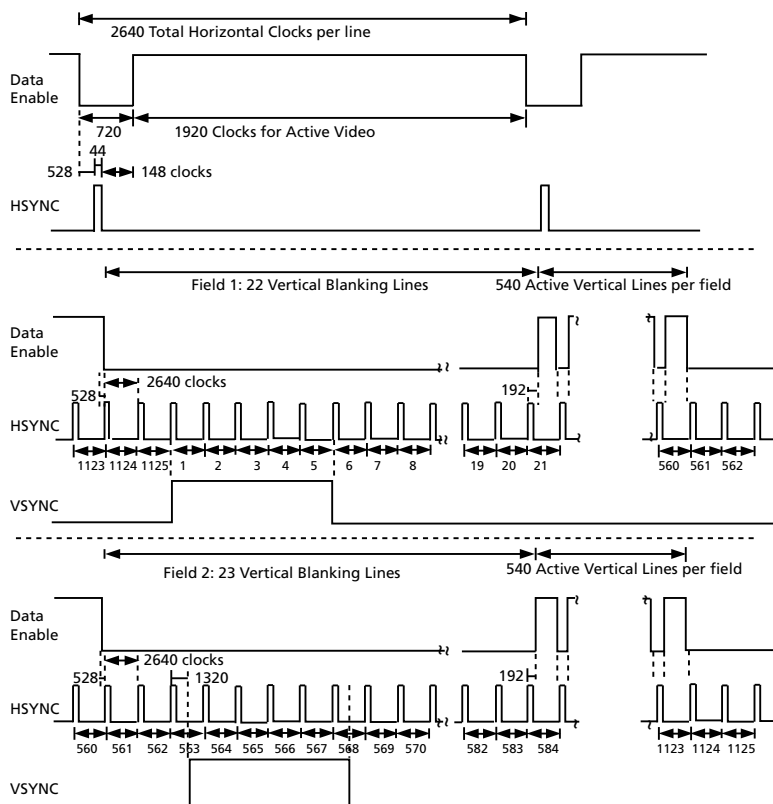 2640 Total Horizontal Clocks per line
Data
Enable
720
1920 Clocks for Active Video
44
528
148 clocks
HSYNC
Field 1: 22 Vertical Blanking Lines
540 Active Vertical Lines per field
Data
Enable
2640 clocks
528
192
HSYNC
1123 1124 1125 1 2 3 4 5 6 7 8 19 20 21 560 561 562
VSYNC
Field 2: 23 Vertical Blanking Lines
540 Active Vertical Lines per field
Data
Enable
2640 clocks
528
1320
192
HSYNC
560 561 562 563 564 565 566 567 568 569 570 582 583 584 1123 1124 1125
VSYNC